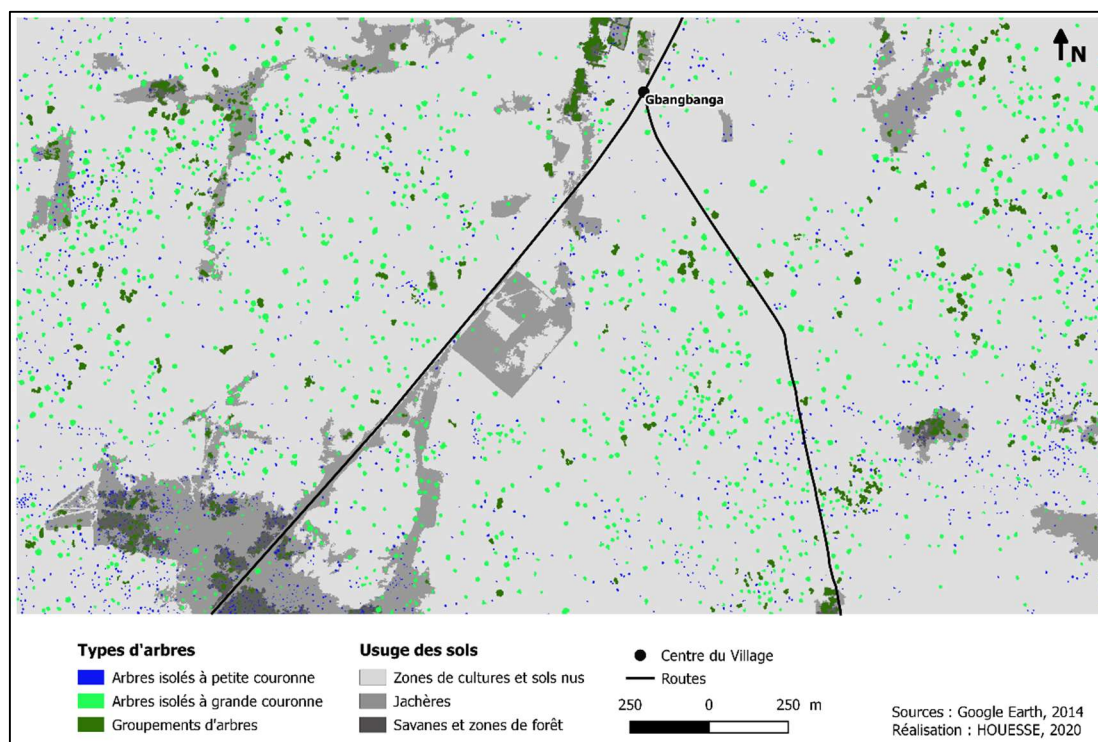 N
Gbangbanga
Types d'arbres
Arbres isolés à petite couronne
Arbres isolés à grande couronne
Groupements d'arbres
Usuge des sols
Zones de cultures et sols nus
Jachères
Savanes et zones de forêt
Centre du Village
Routes
250 0 250 m
Sources : Google Earth, 2014
Réalisation : HOUESSE, 2020